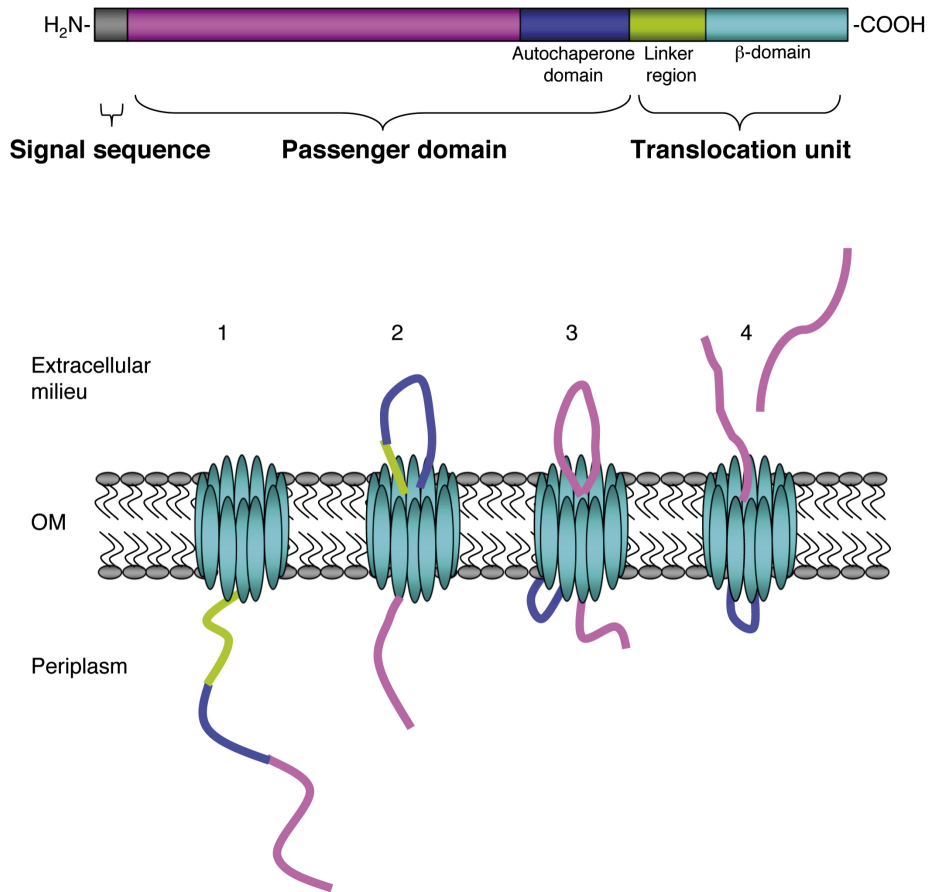 H₂N-
-COOH
Autochaperone
domain
Linker
region
β-domain
Signal sequence
Passenger domain
Translocation unit
1
2
3
4
Extracellular
milieu
OM
Periplasm